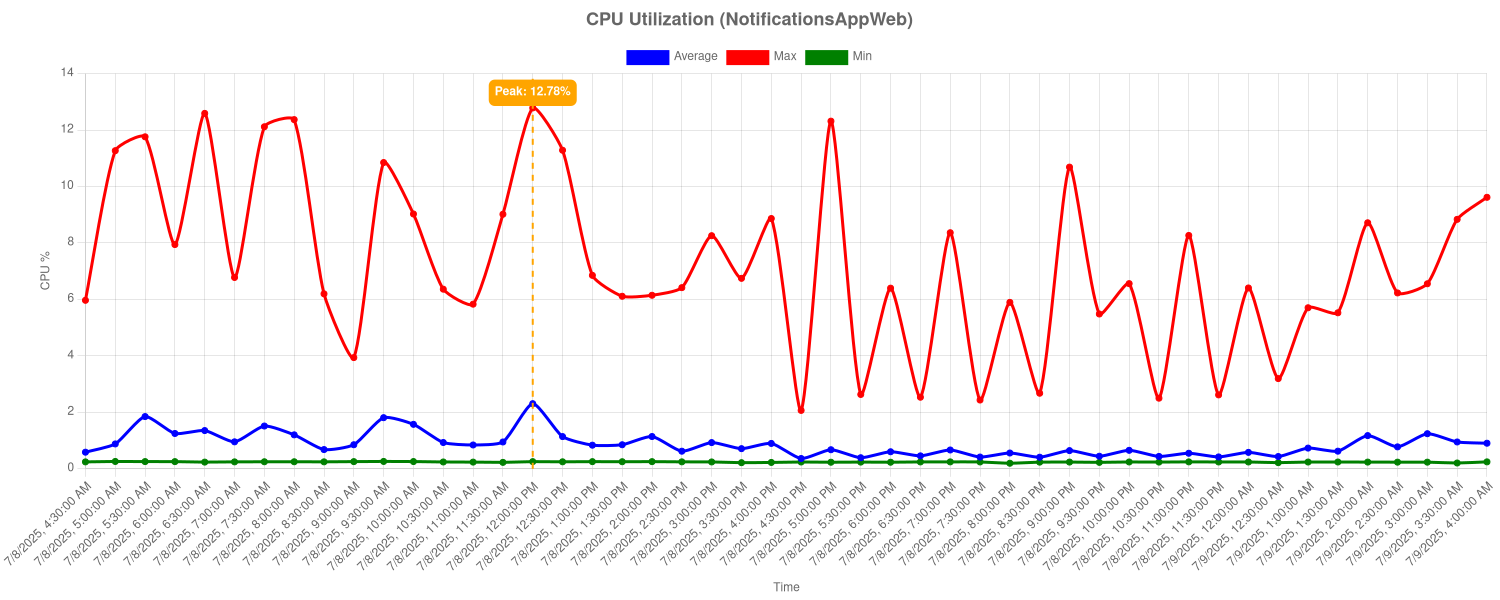 CPU Utilization (NotificationsAppWeb)
Average Max Min
Peak: 12.78%
14
12
10
8
6
4
2
0
CPU %
7/8/2025, 4:30:00 AM
7/8/2025, 5:00:00 AM
7/8/2025, 5:30:00 AM
7/8/2025, 6:00:00 AM
7/8/2025, 6:30:00 AM
7/8/2025, 7:00:00 AM
7/8/2025, 7:30:00 AM
7/8/2025, 8:00:00 AM
7/8/2025, 8:30:00 AM
7/8/2025, 9:00:00 AM
7/8/2025, 9:30:00 AM
7/8/2025, 10:00:00 AM
7/8/2025, 10:30:00 AM
7/8/2025, 11:00:00 AM
7/8/2025, 11:30:00 AM
7/8/2025, 12:00:00 PM
7/8/2025, 12:30:00 PM
7/8/2025, 1:00:00 PM
7/8/2025, 1:30:00 PM
7/8/2025, 2:00:00 PM
7/8/2025, 2:30:00 PM
7/8/2025, 3:00:00 PM
7/8/2025, 3:30:00 PM
7/8/2025, 4:00:00 PM
7/8/2025, 4:30:00 PM
7/8/2025, 5:00:00 PM
7/8/2025, 5:30:00 PM
7/8/2025, 6:00:00 PM
7/8/2025, 6:30:00 PM
7/8/2025, 7:00:00 PM
7/8/2025, 7:30:00 PM
7/8/2025, 8:00:00 PM
7/8/2025, 8:30:00 PM
7/8/2025, 9:00:00 PM
7/8/2025, 9:30:00 PM
7/8/2025, 10:00:00 PM
7/8/2025, 10:30:00 PM
7/8/2025, 11:00:00 PM
7/8/2025, 11:30:00 PM
7/9/2025, 12:00:00 AM
7/9/2025, 12:30:00 AM
7/9/2025, 1:00:00 AM
7/9/2025, 1:30:00 AM
7/9/2025, 2:00:00 AM
7/9/2025, 2:30:00 AM
7/9/2025, 3:00:00 AM
7/9/2025, 3:30:00 AM
7/9/2025, 4:00:00 AM
Time